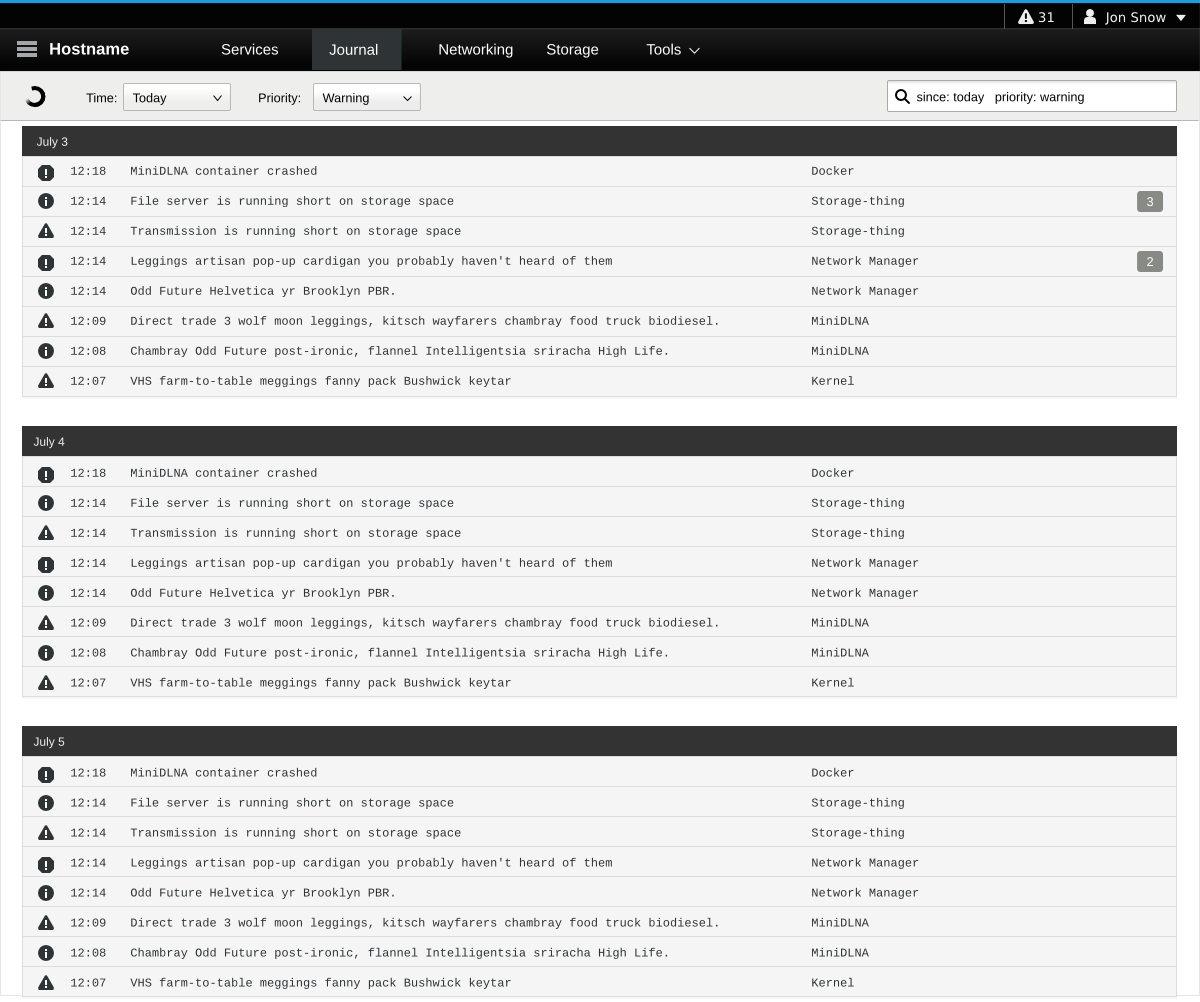 31 Jon Snow
Hostname Services Journal Networking Storage Tools
Time: Today Priority: Warning since: today priority: warning
July 3
12:18 MiniDLNA container crashed Docker
12:14 File server is running short on storage space Storage-thing 3
12:14 Transmission is running short on storage space Storage-thing
12:14 Leggings artisan pop-up cardigan you probably haven't heard of them Network Manager 2
12:14 Odd Future Helvetica yr Brooklyn PBR. Network Manager
12:09 Direct trade 3 wolf moon leggings, kitsch wayfarers chambray food truck biodiesel. MiniDLNA
12:08 Chambray Odd Future post-ironic, flannel Intelligentsia sriracha High Life. MiniDLNA
12:07 VHS farm-to-table meggings fanny pack Bushwick keytar Kernel
July 4
12:18 MiniDLNA container crashed Docker
12:14 File server is running short on storage space Storage-thing
12:14 Transmission is running short on storage space Storage-thing
12:14 Leggings artisan pop-up cardigan you probably haven't heard of them Network Manager
12:14 Odd Future Helvetica yr Brooklyn PBR. Network Manager
12:09 Direct trade 3 wolf moon leggings, kitsch wayfarers chambray food truck biodiesel. MiniDLNA
12:08 Chambray Odd Future post-ironic, flannel Intelligentsia sriracha High Life. MiniDLNA
12:07 VHS farm-to-table meggings fanny pack Bushwick keytar Kernel
July 5
12:18 MiniDLNA container crashed Docker
12:14 File server is running short on storage space Storage-thing
12:14 Transmission is running short on storage space Storage-thing
12:14 Leggings artisan pop-up cardigan you probably haven't heard of them Network Manager
12:14 Odd Future Helvetica yr Brooklyn PBR. Network Manager
12:09 Direct trade 3 wolf moon leggings, kitsch wayfarers chambray food truck biodiesel. MiniDLNA
12:08 Chambray Odd Future post-ironic, flannel Intelligentsia sriracha High Life. MiniDLNA
12:07 VHS farm-to-table meggings fanny pack Bushwick keytar Kernel